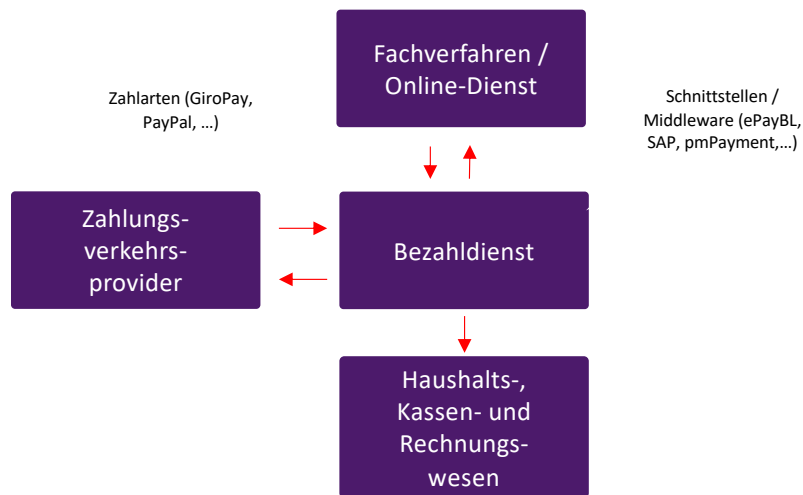 Fachverfahren /
Online-Dienst
Zahlarten (GiroPay,
PayPal, ...)
Schnittstellen /
Middleware (ePayBL,
SAP, pmPayment,...)
Zahlungs-
verkehrs-
provider
Bezahldienst
Haushalts-,
Kassen- und
Rechnungs-
wesen